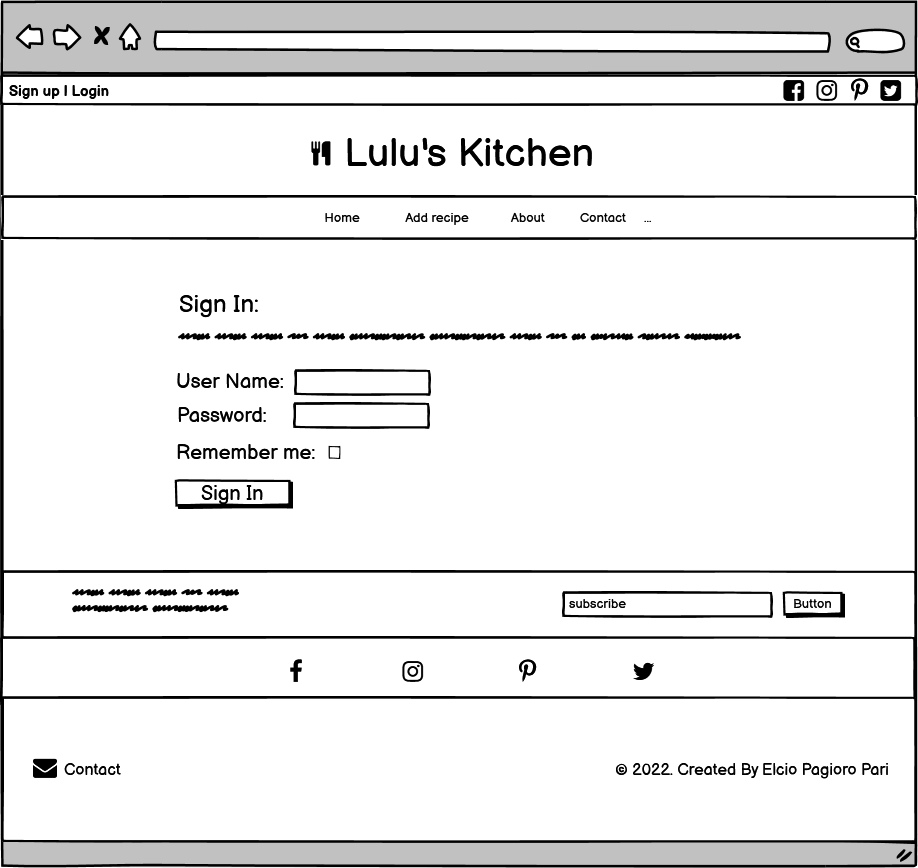 Sign up | Login
Lulu's Kitchen
Home Add recipe About Contact ...
Sign In:
User Name:
Password:
Remember me:
Sign In
subscribe Button
Contact © 2022. Created By Elcio Pagioro Pari